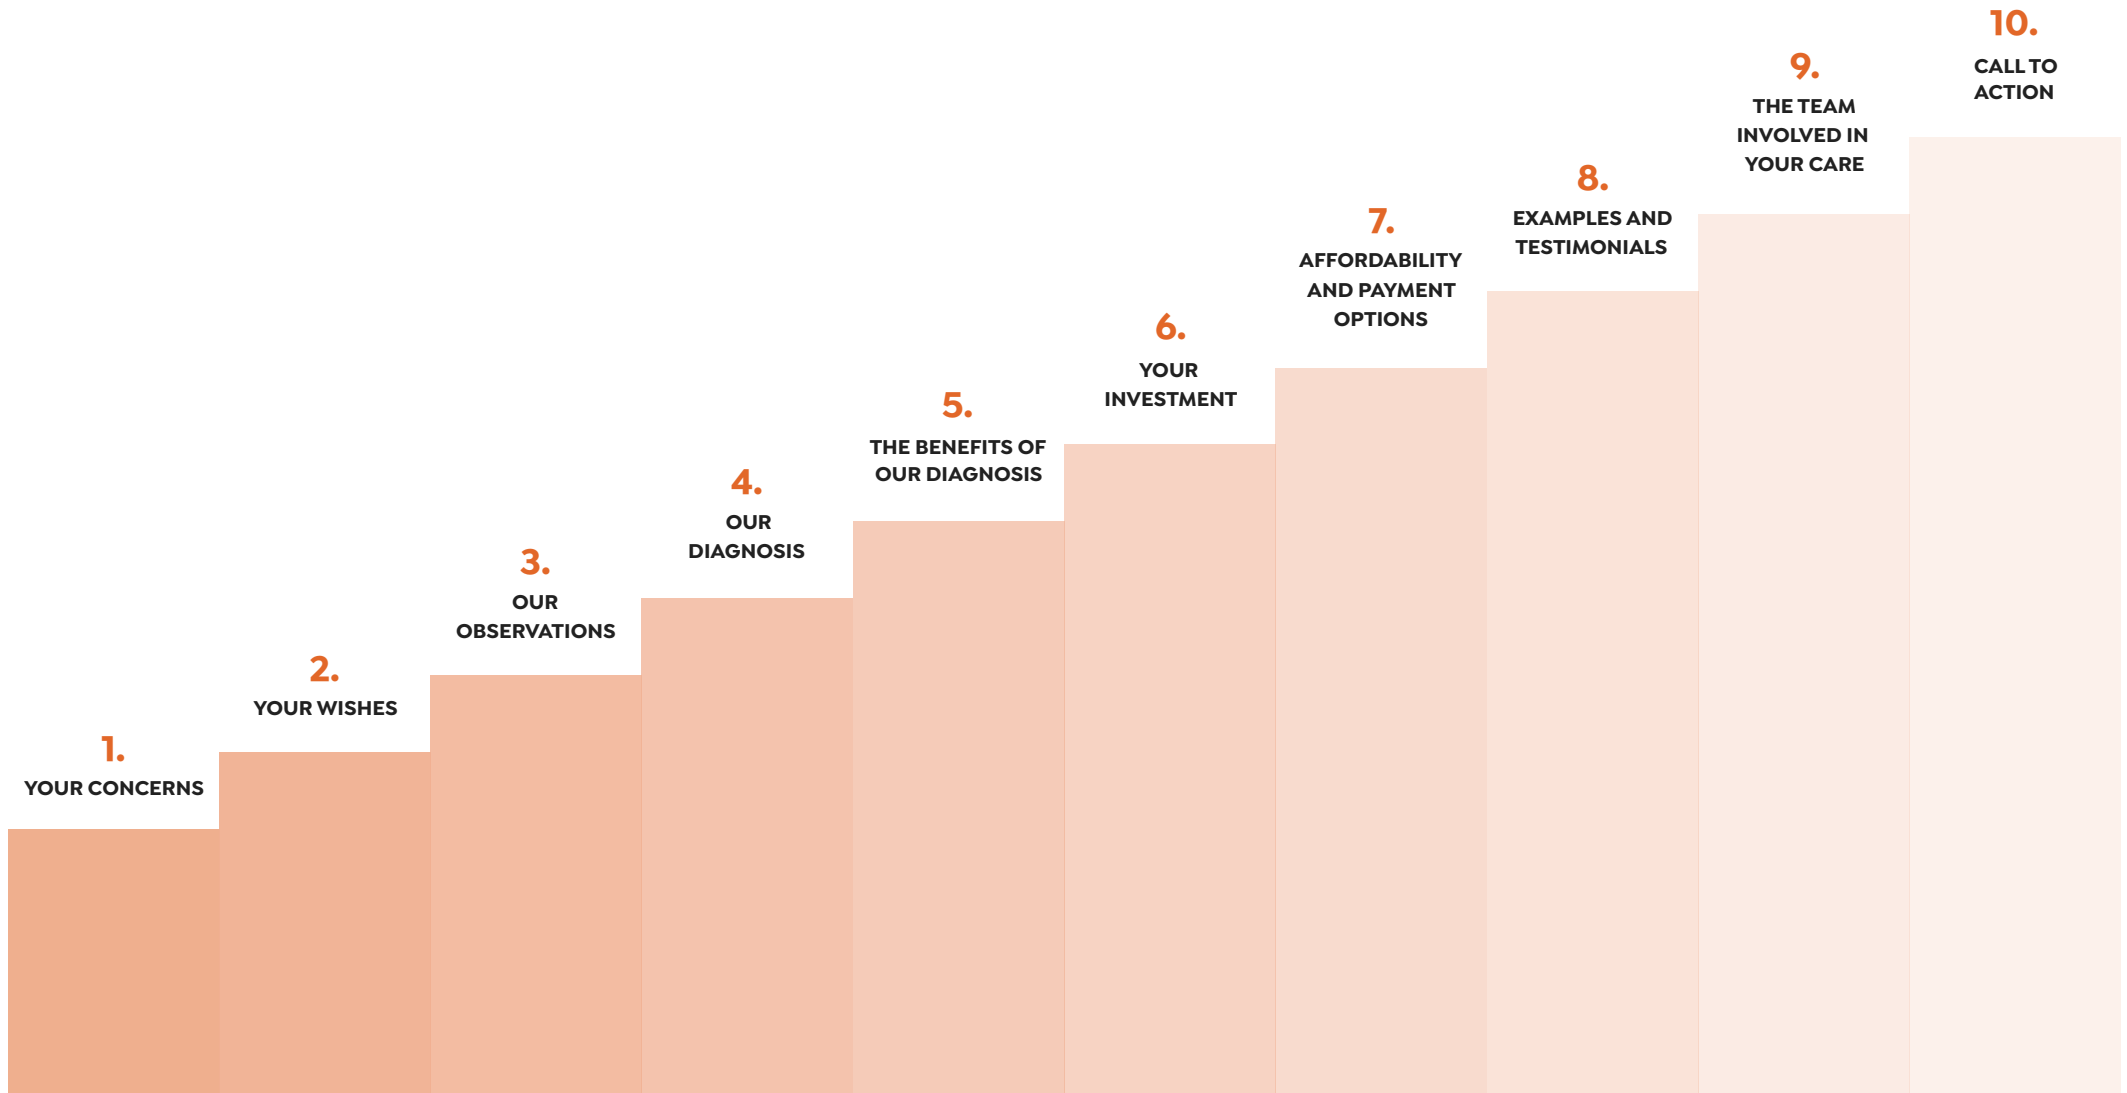 1.
YOUR CONCERNS
2.
YOUR WISHES
3.
OUR
OBSERVATIONS
4.
OUR
DIAGNOSIS
5.
THE BENEFITS OF
OUR DIAGNOSIS
6.
YOUR
INVESTMENT
7.
AFFORDABILITY
AND PAYMENT
OPTIONS
8.
EXAMPLES AND
TESTIMONIALS
9.
THE TEAM
INVOLVED IN
YOUR CARE
10.
CALL TO
ACTION